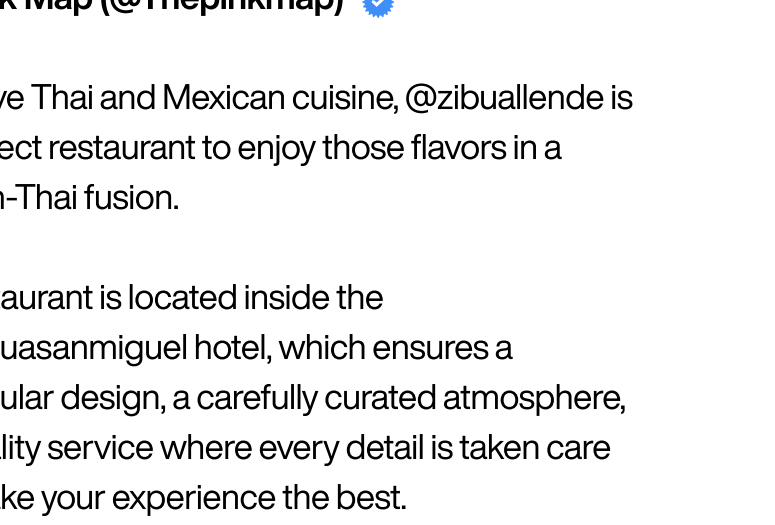 k Map (@Thepinkmap)
ve Thai and Mexican cuisine, @zibuallende is
ect restaurant to enjoy those flavors in a
n-Thai fusion.
aurant is located inside the
uasanmiguel hotel, which ensures a
ular design, a carefully curated atmosphere,
lity service where every detail is taken care
ke your experience the best.